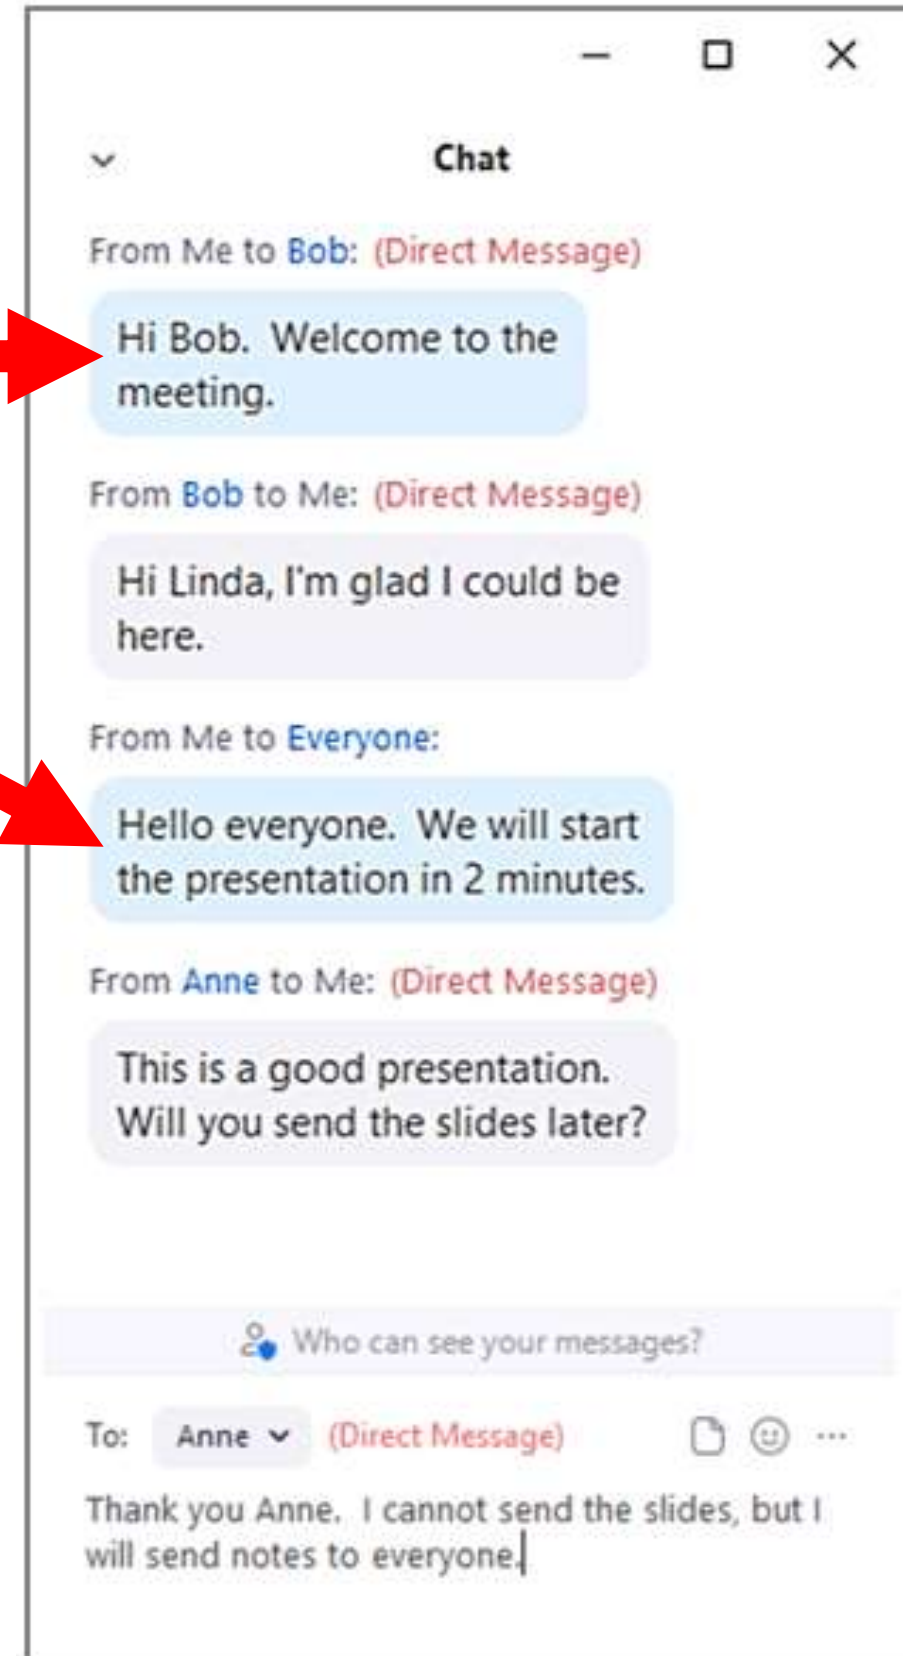 Chat
From Me to Bob: (Direct Message)
Hi Bob.  Welcome to the
meeting.
From Bob to Me: (Direct Message)
Hi Linda, I'm glad I could be
here.
From Me to Everyone:
Hello everyone.  We will start
the presentation in 2 minutes.
From Anne to Me: (Direct Message)
This is a good presentation.
Will you send the slides later?
Who can see your messages?
To: Anne (Direct Message)
Thank you Anne.  I cannot send the slides, but I
will send notes to everyone.